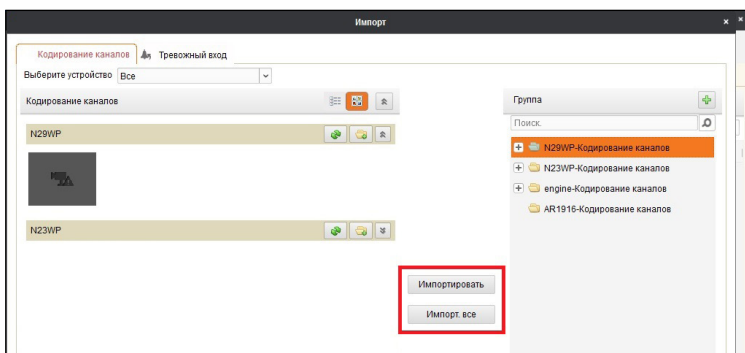 Импорт
Кодирование каналов
Тревожный вход
Выберите устройство Все
Кодирование каналов
N29WP
N23WP
Импортировать
Импорт. все
Группа
Поиск.
N29WP-Кодирование каналов
N23WP-Кодирование каналов
engine-Кодирование каналов
AR1916-Кодирование каналов